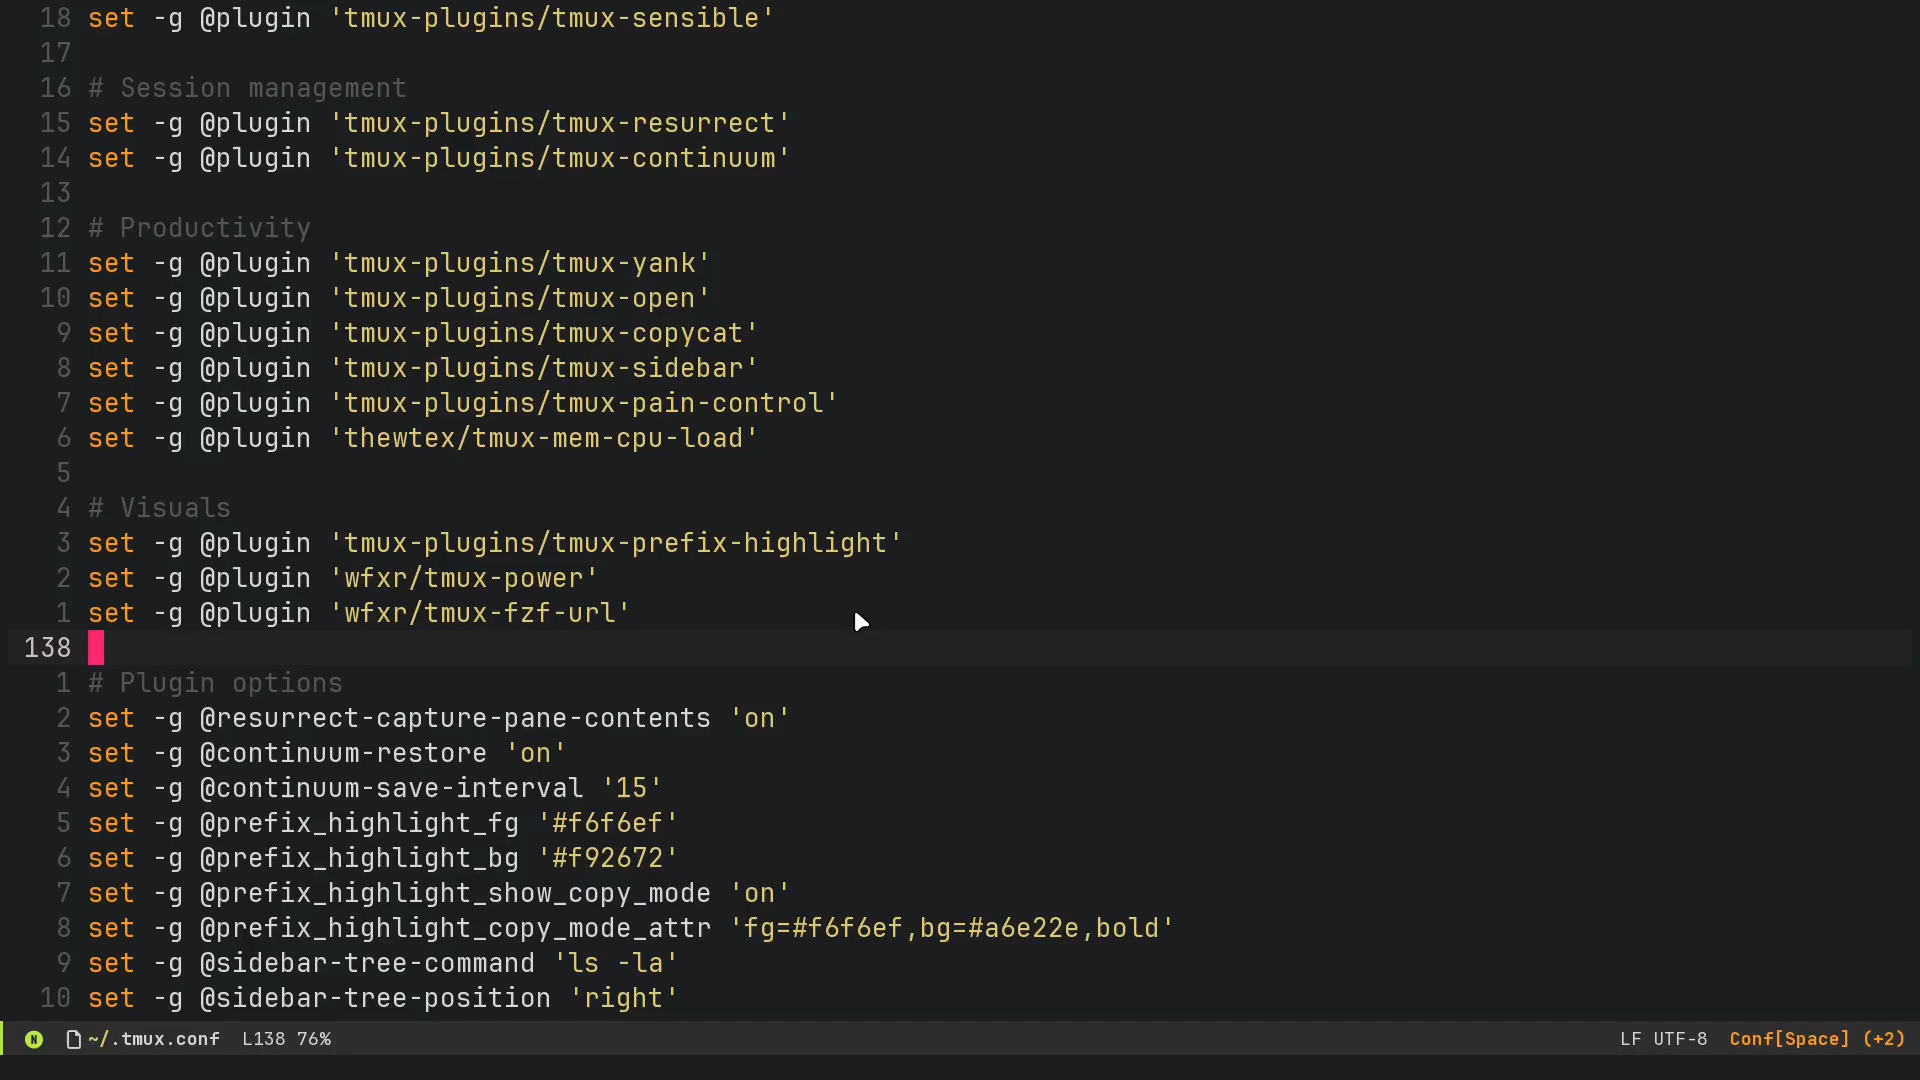 18 set -g @plugin 'tmux-plugins/tmux-sensible'
17
16 # Session management
15 set -g @plugin 'tmux-plugins/tmux-resurrect'
14 set -g @plugin 'tmux-plugins/tmux-continuum'
13
12 # Productivity
11 set -g @plugin 'tmux-plugins/tmux-yank'
10 set -g @plugin 'tmux-plugins/tmux-open'
9 set -g @plugin 'tmux-plugins/tmux-copycat'
8 set -g @plugin 'tmux-plugins/tmux-sidebar'
7 set -g @plugin 'tmux-plugins/tmux-pain-control'
6 set -g @plugin 'thewtex/tmux-mem-cpu-load'
5
4 # Visuals
3 set -g @plugin 'tmux-plugins/tmux-prefix-highlight'
2 set -g @plugin 'wfxr/tmux-power'
1 set -g @plugin 'wfxr/tmux-fzf-url'
138
1 # Plugin options
2 set -g @resurrect-capture-pane-contents 'on'
3 set -g @continuum-restore 'on'
4 set -g @continuum-save-interval '15'
5 set -g @prefix_highlight_fg '#f6f6ef'
6 set -g @prefix_highlight_bg '#f92672'
7 set -g @prefix_highlight_show_copy_mode 'on'
8 set -g @prefix_highlight_copy_mode_attr 'fg=#f6f6ef,bg=#a6e22e,bold'
9 set -g @sidebar-tree-command 'ls -la'
10 set -g @sidebar-tree-position 'right'
N ~/.tmux.conf L138 76% LF UTF-8 Conf[Space] (+2)